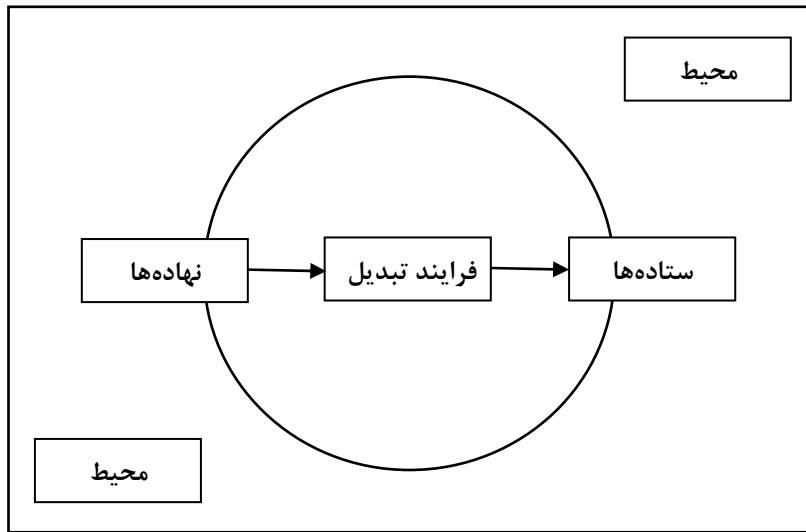 محیط
نهاده‌ها
فرایند تبدیل
ستاده‌ها
محیط